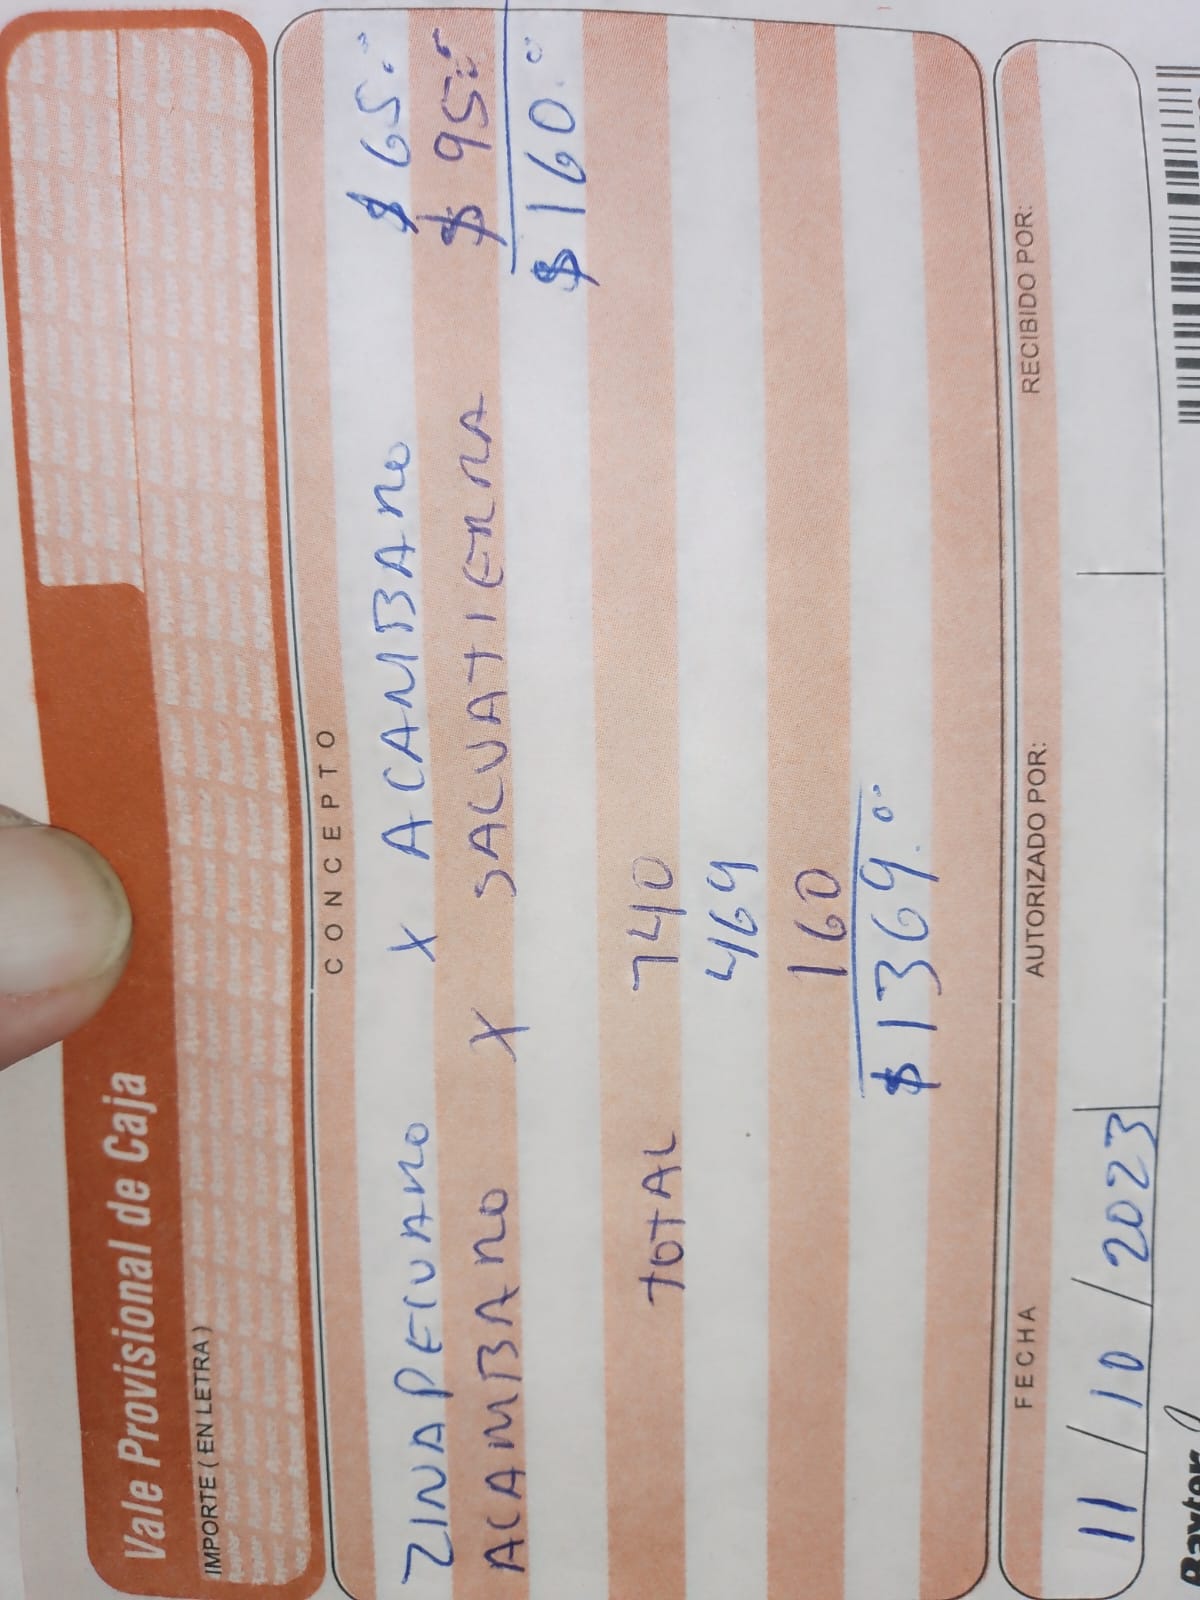 Vale Provisional de Caja
IMPORTE ( EN LETRA )
CONCEPTO
ZINAPECUARO X ACAMBARO $ 65.00
ACAMBARO X SALVATIERRA $ 95.00
$ 160.00
TOTAL 740
469
160
$ 1369.00
FECHA AUTORIZADO POR: RECIBIDO POR:
11 / 10 / 2023
Baxter